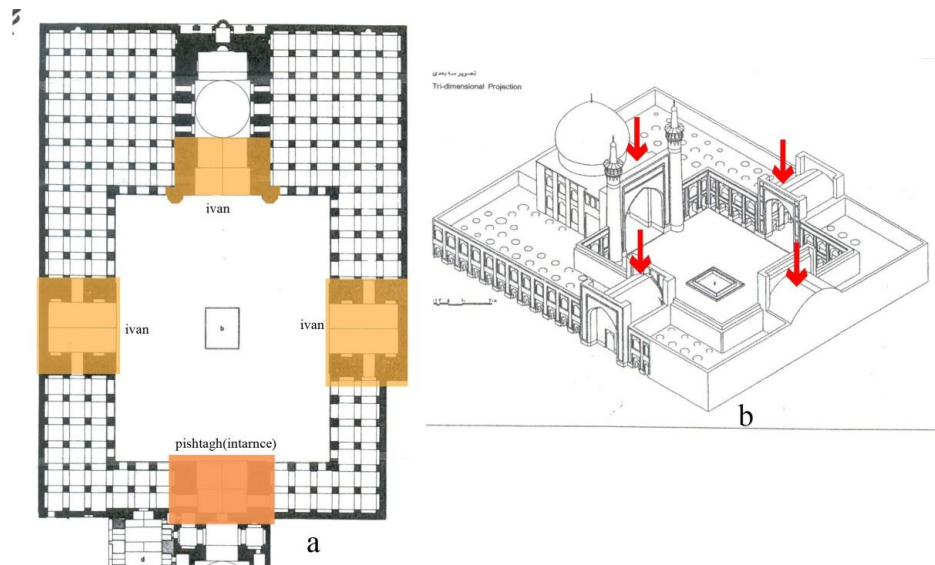 ivan
ivan
b
ivan
pishtagh(intarnce)
d
a
تصویر سه بعدی
Tri-dimensional Projection
b